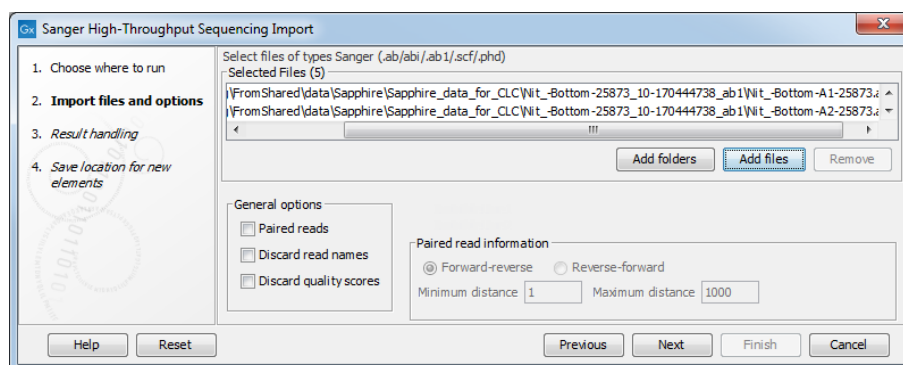 Gx Sanger High-Throughput Sequencing Import
1. Choose where to run
2. Import files and options
3. Result handling
4. Save location for new
elements
Select files of types Sanger (.ab/abi/.ab1/.scf/.phd)
Selected Files (5)
\FromShared\data\Sapphire\Sapphire_data_for_CLC\Nit_-Bottom-25873_10-170444738_ab1\Nit_-Bottom-A1-25873.a
\FromShared\data\Sapphire\Sapphire_data_for_CLC\Nit_-Bottom-25873_10-170444738_ab1\Nit_-Bottom-A2-25873.a
Add folders Add files Remove
General options
Paired reads
Discard read names
Discard quality scores
Paired read information
Forward-reverse Reverse-forward
Minimum distance 1 Maximum distance 1000
Help Reset Previous Next Finish Cancel